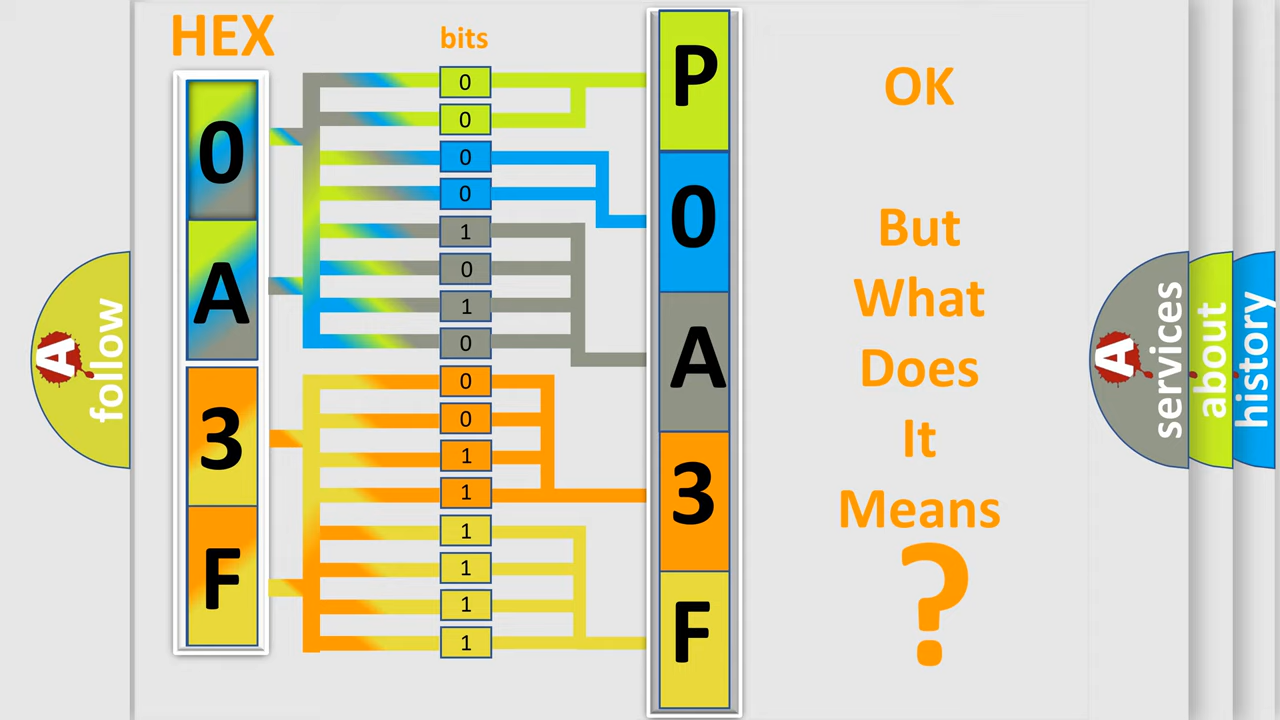 HEX
bits
0
A
3
F
0
0
0
0
1
0
1
0
0
0
1
1
1
1
1
1
P
0
A
3
F
OK
But
What
Does
It
Means
?
A
follow
A
services
about
history